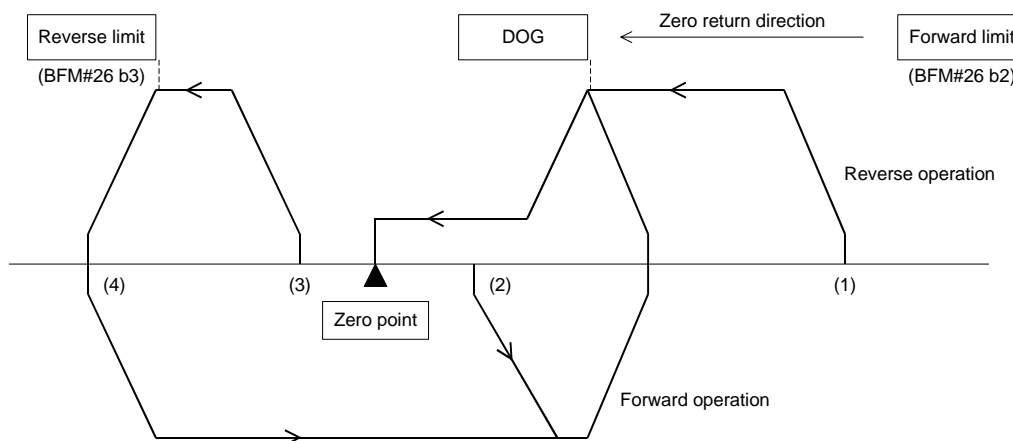 Reverse limit
(BFM#26 b3)
DOG
Zero return direction
Forward limit
(BFM#26 b2)
Reverse operation
(4)
(3)
(2)
(1)
Zero point
Forward operation